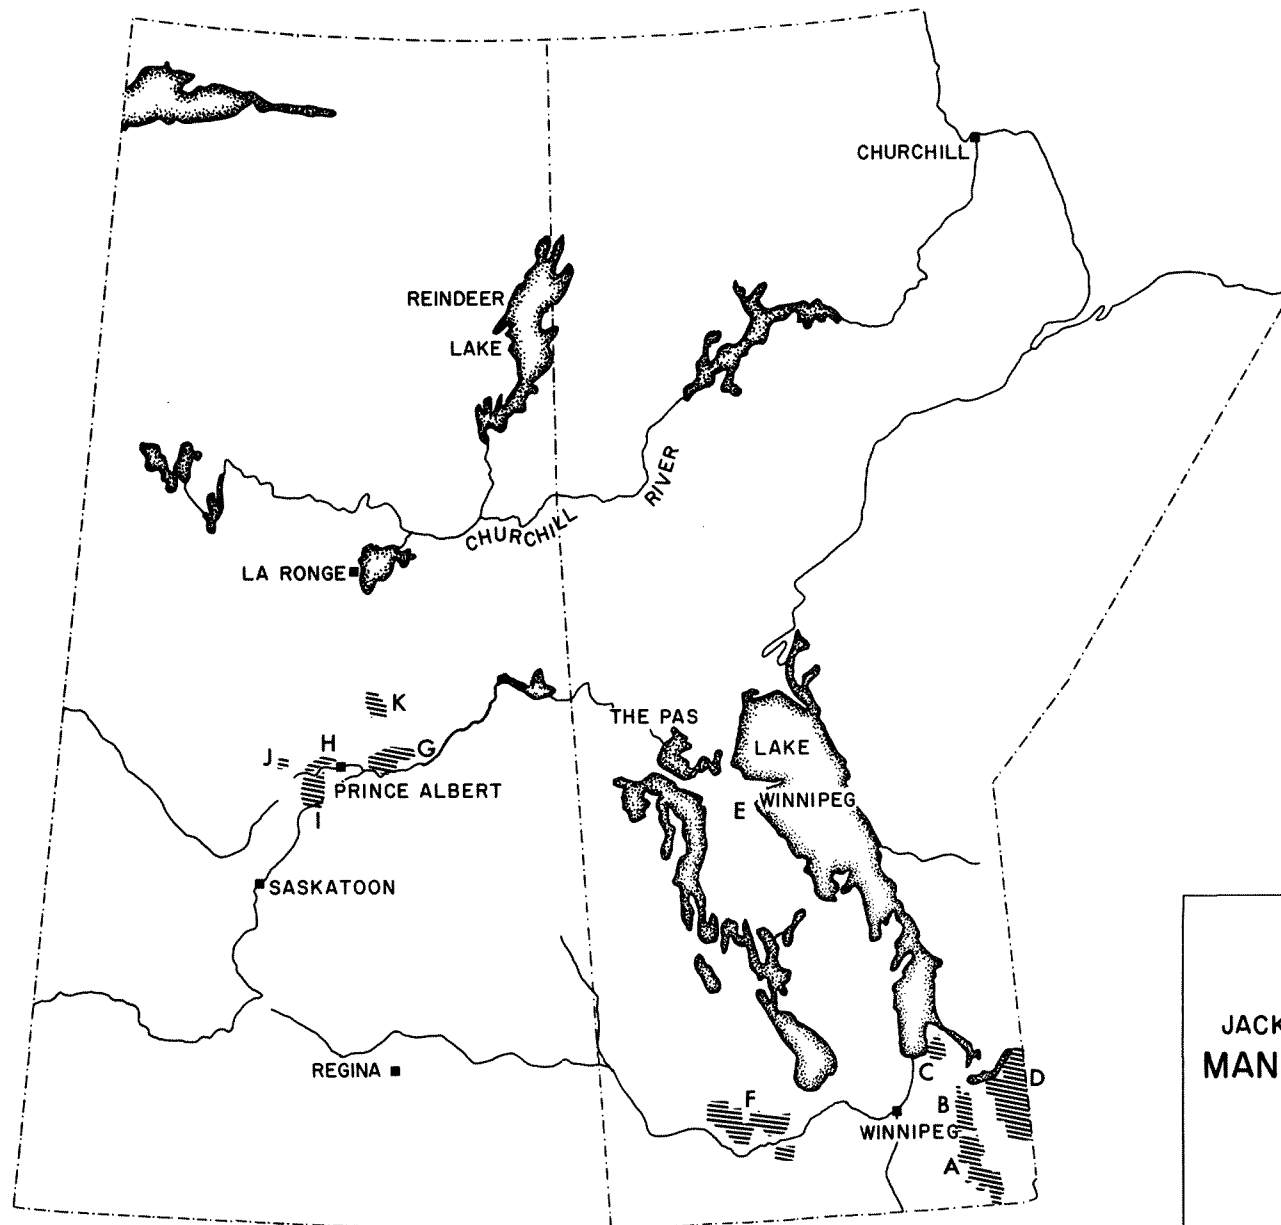 CHURCHILL
REINDEER
LAKE
CHURCHILL RIVER
LA RONGE
K
THE PAS
LAKE
WINNIPEG
H
J
G
PRINCE ALBERT
E
I
SASKATOON
JACK
MAN
REGINA
C
D
F
B
WINNIPEG
A